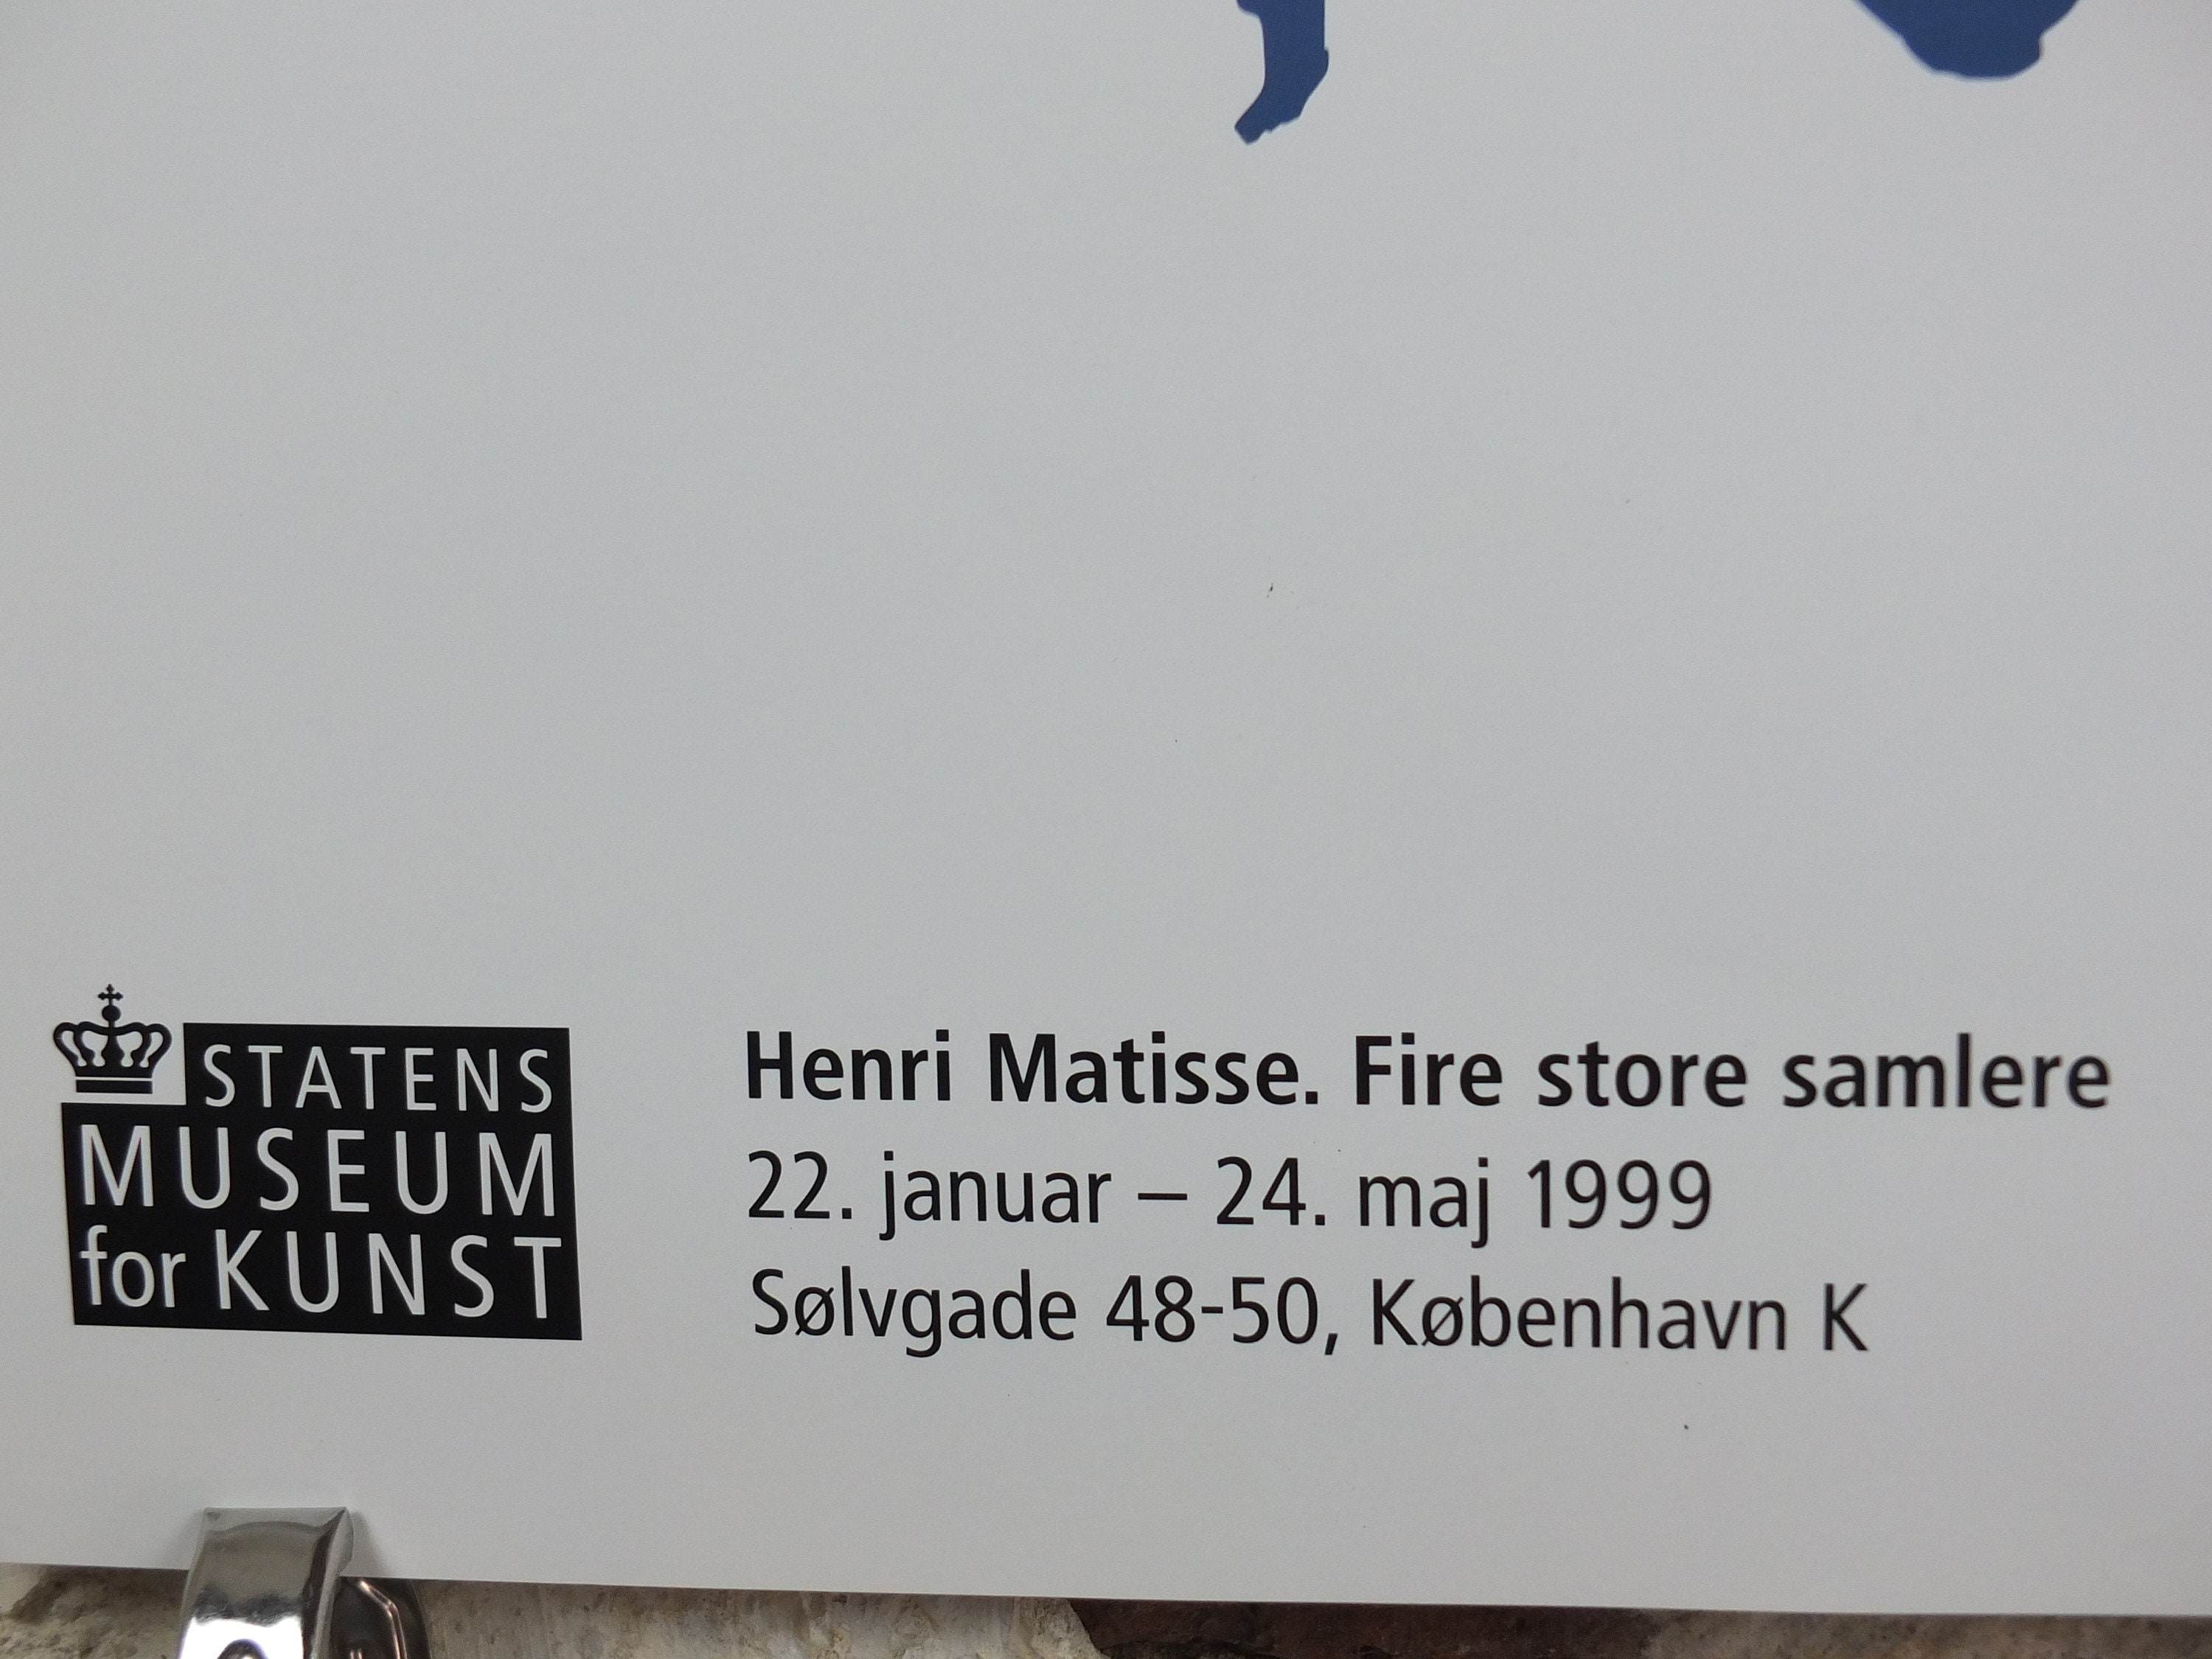 STATENS
MUSEUM
for KUNST
Henri Matisse. Fire store samlere
22. januar – 24. maj 1999
Sølvgade 48-50, København K